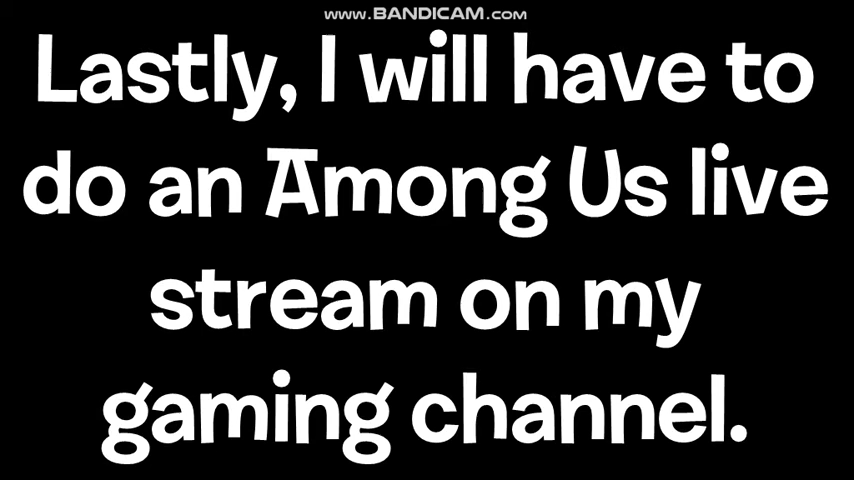 www.BANDICAM.com
Lastly, I will have to
do an Among Us live
stream on my
gaming channel.